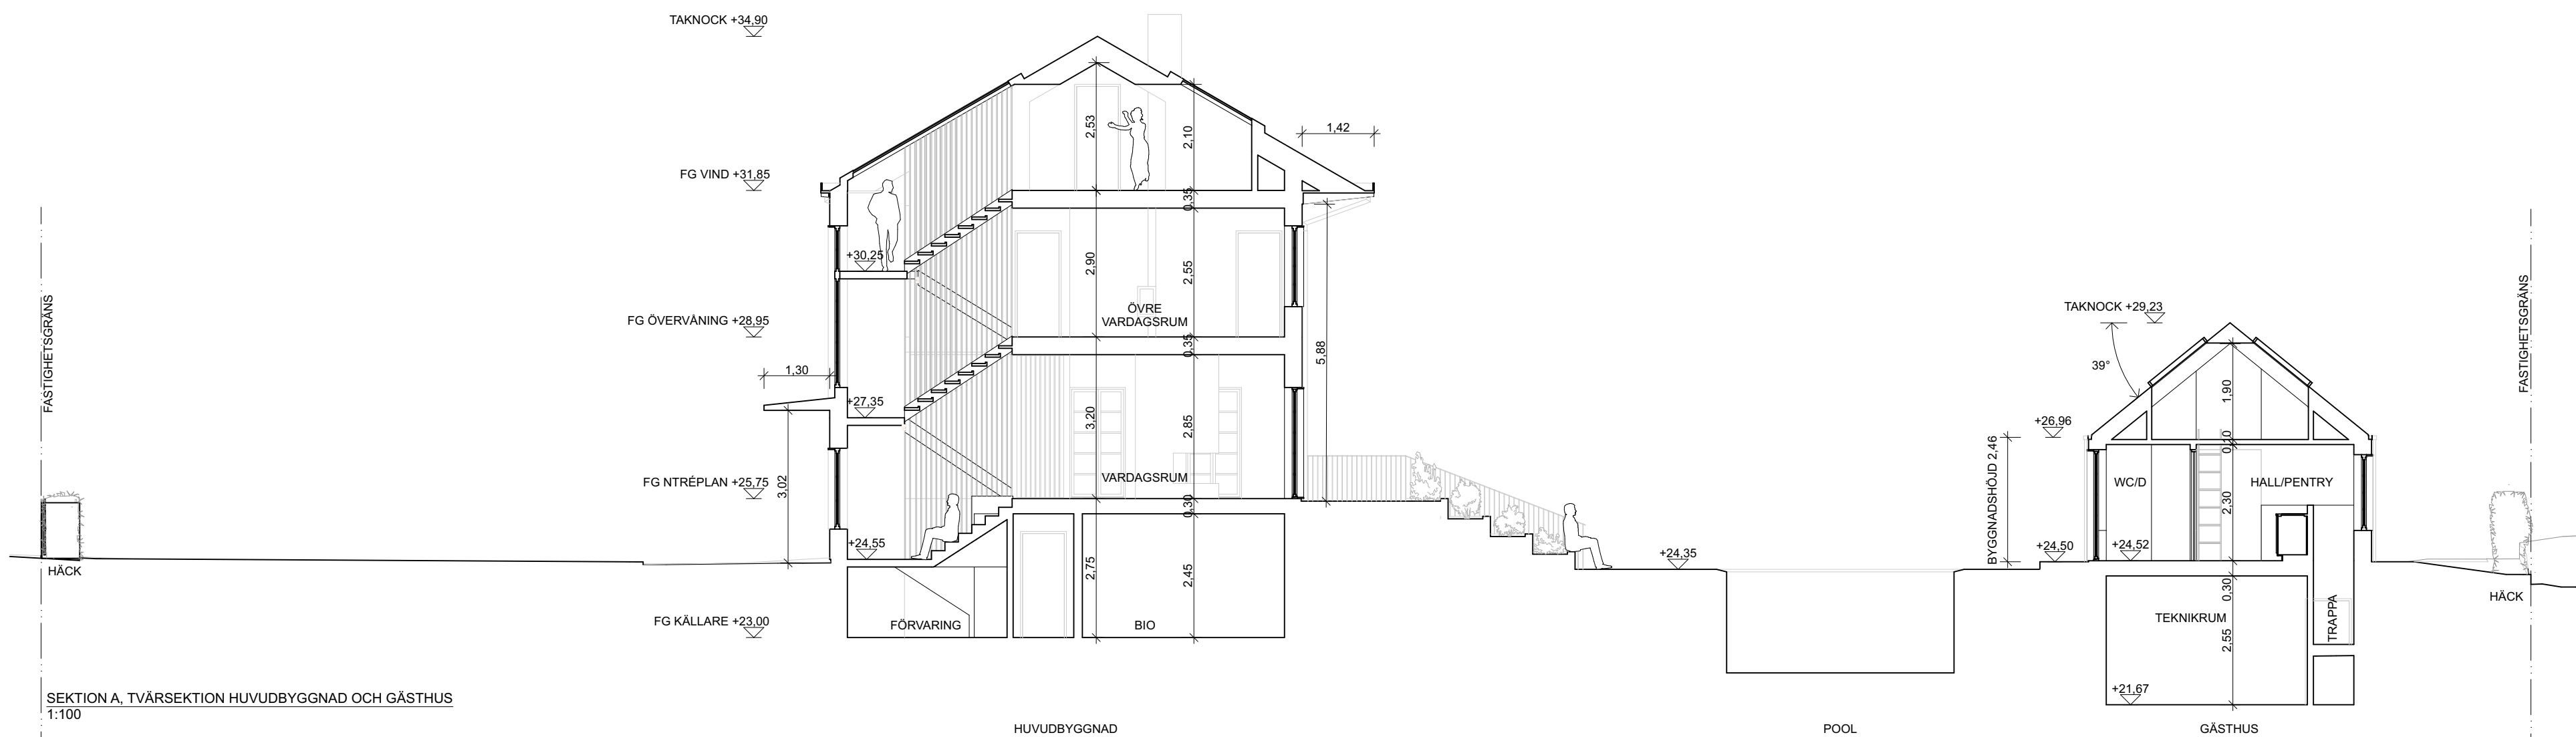 TAKNOCK +34,90
1,42
2,53
2,10
FG VIND +31,85
0,35
+30,25
2,90
2,55
FASTIGHETSGRÄNS
FASTIGHETSGRÄNS
TAKNOCK +29,23
ÖVRE
VARDAGSRUM
FG ÖVERVÅNING +28,95
0,35
5,88
39°
1,30
1,90
+27,35
3,20
2,85
+26,96
0,10
BYGGNADSHÖJD 2,46
FG NTRÉPLAN +25,75
3,02
VARDAGSRUM
WC/D
HALL/PENTRY
2,30
0,30
+24,55
+24,35
+24,50
+24,52
HÄCK
2,75
2,45
0,30
HÄCK
FG KÄLLARE +23,00
FÖRVARING
BIO
TEKNIKRUM
TRAPPA
2,55
+21,67
SEKTION A, TVÄRSEKTION HUVUDBYGGNAD OCH GÄSTHUS
1:100
HUVUDBYGGNAD
POOL
GÄSTHUS